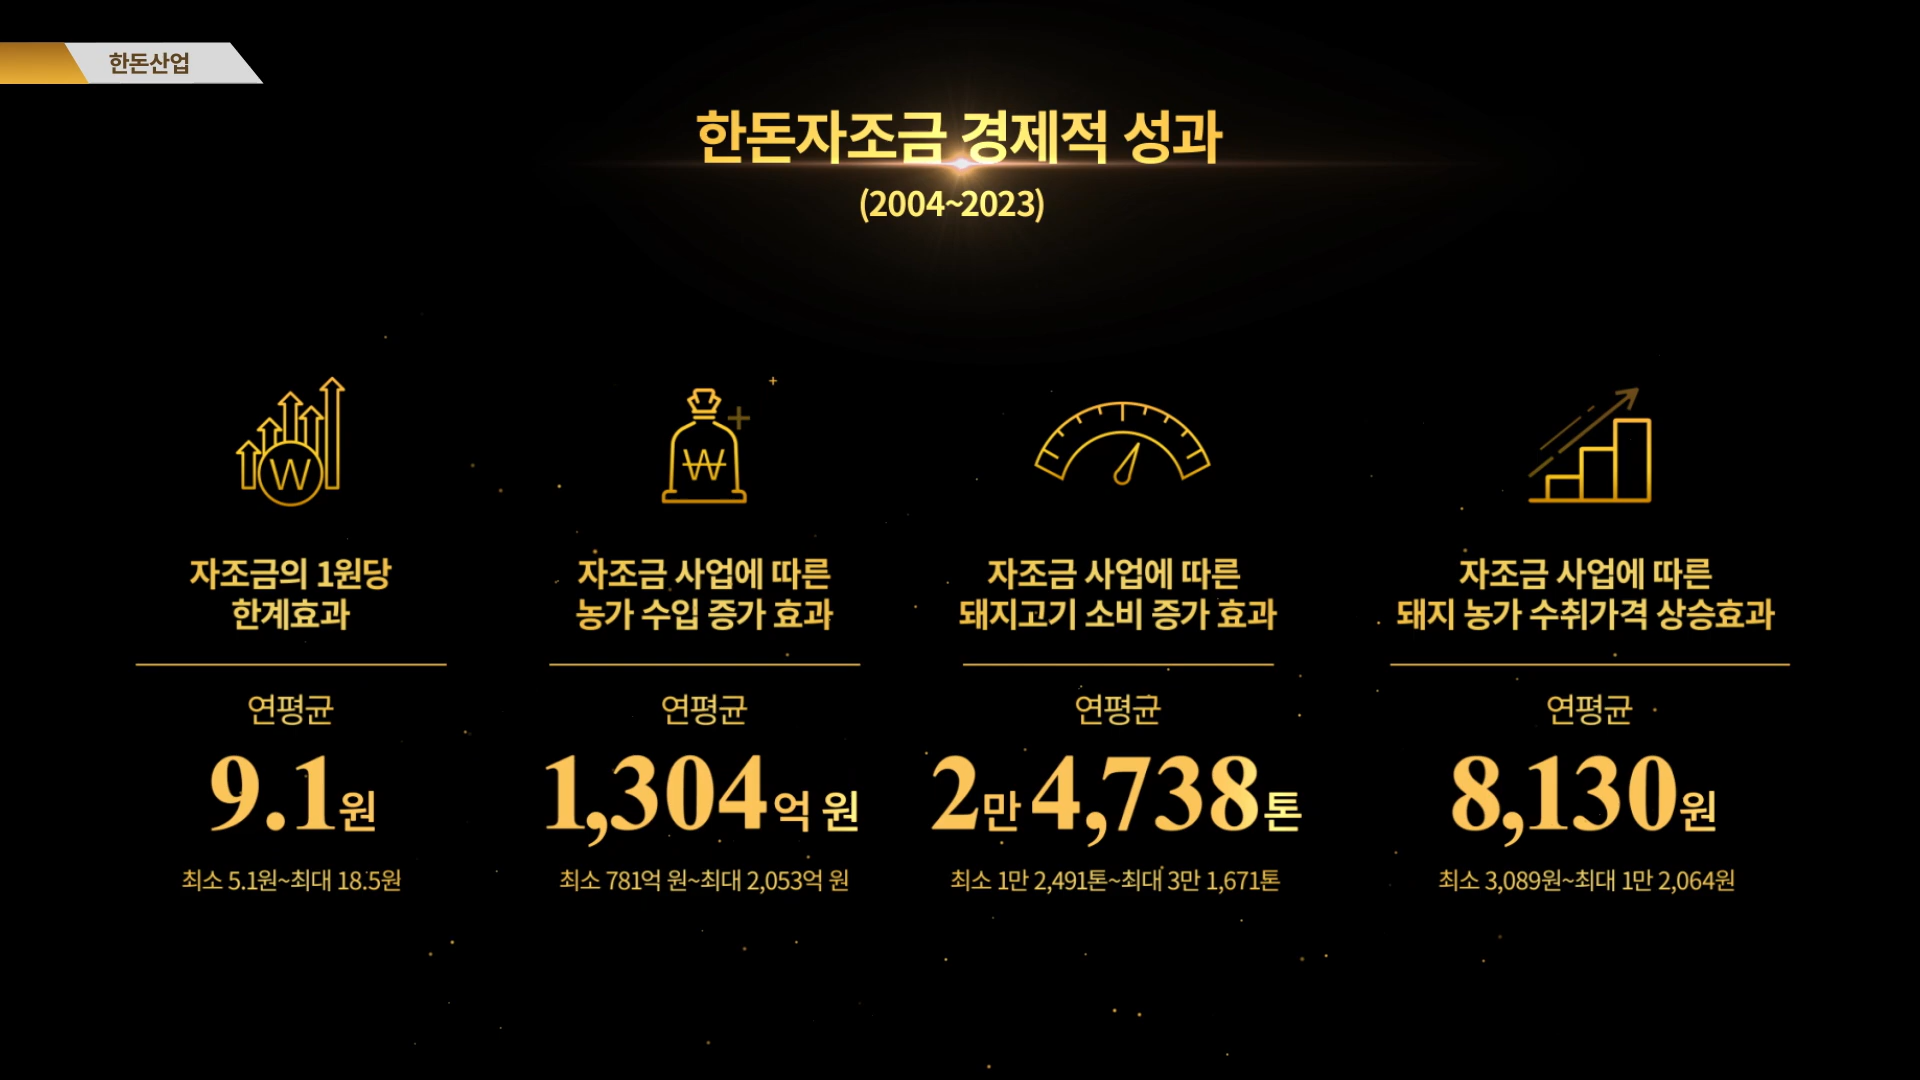 한돈산업
한돈자조금 경제적 성과
(2004~2023)
자조금의 1원당
한계효과
연평균
9.1원
최소 5.1원~최대 18.5원
자조금 사업에 따른
농가 수입 증가 효과
연평균
1,304억 원
최소 781억 원~최대 2,053억 원
자조금 사업에 따른
돼지고기 소비 증가 효과
연평균
2만 4,738톤
최소 1만 2,491톤~최대 3만 1,671톤
자조금 사업에 따른
돼지 농가 수취가격 상승효과
연평균
8,130원
최소 3,089원~최대 1만 2,064원